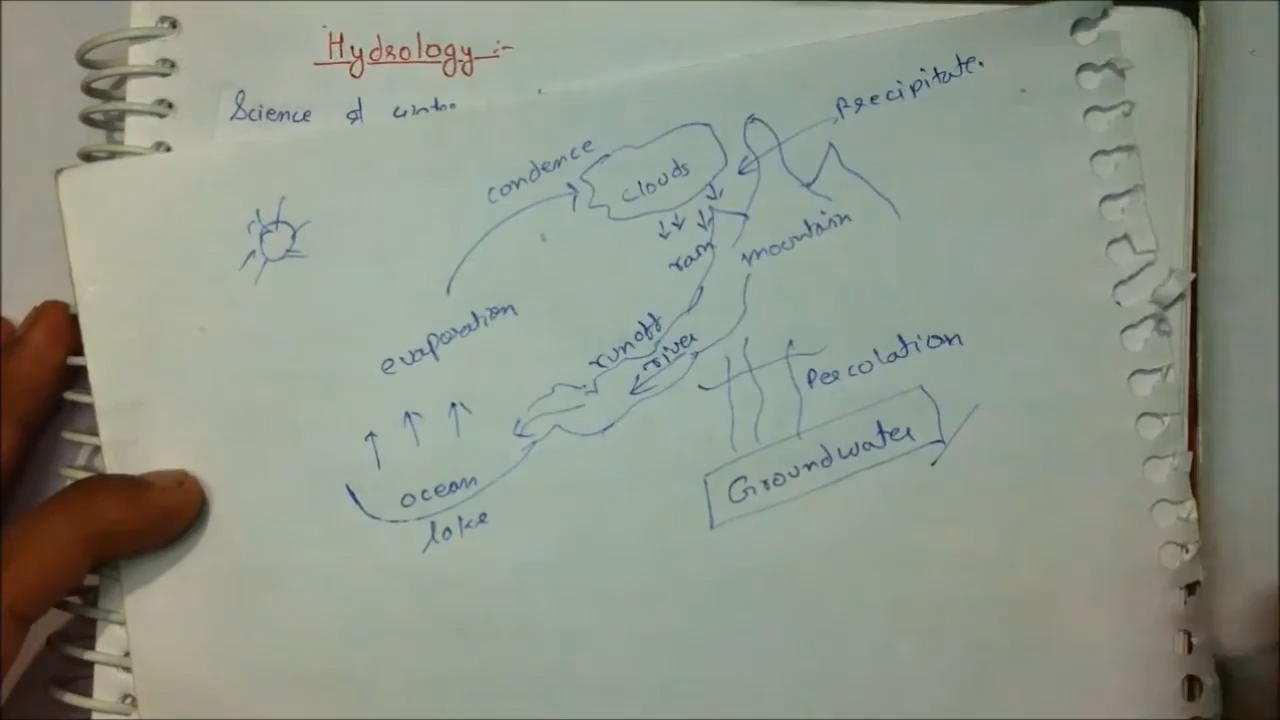 Hydrology :-
Science of
Precipitate.
condence
clouds
rain
mountain
evaporation
runoff
river
Percolation
Groundwater
ocean
lake